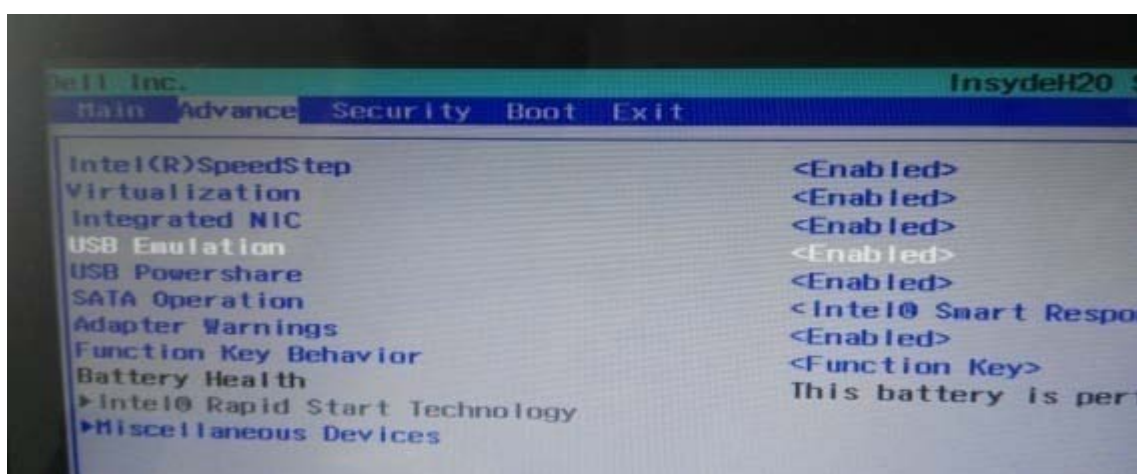 Dell Inc. InsydeH20
Main Advance Security Boot Exit
Intel(R)SpeedStep <Enabled>
Virtualization <Enabled>
Integrated NIC <Enabled>
USB Emulation <Enabled>
USB Powershare <Enabled>
SATA Operation <Intel® Smart Respo
Adapter Warnings <Enabled>
Function Key Behavior <Function Key>
Battery Health This battery is per
▶Intel® Rapid Start Technology
▶Miscellaneous Devices